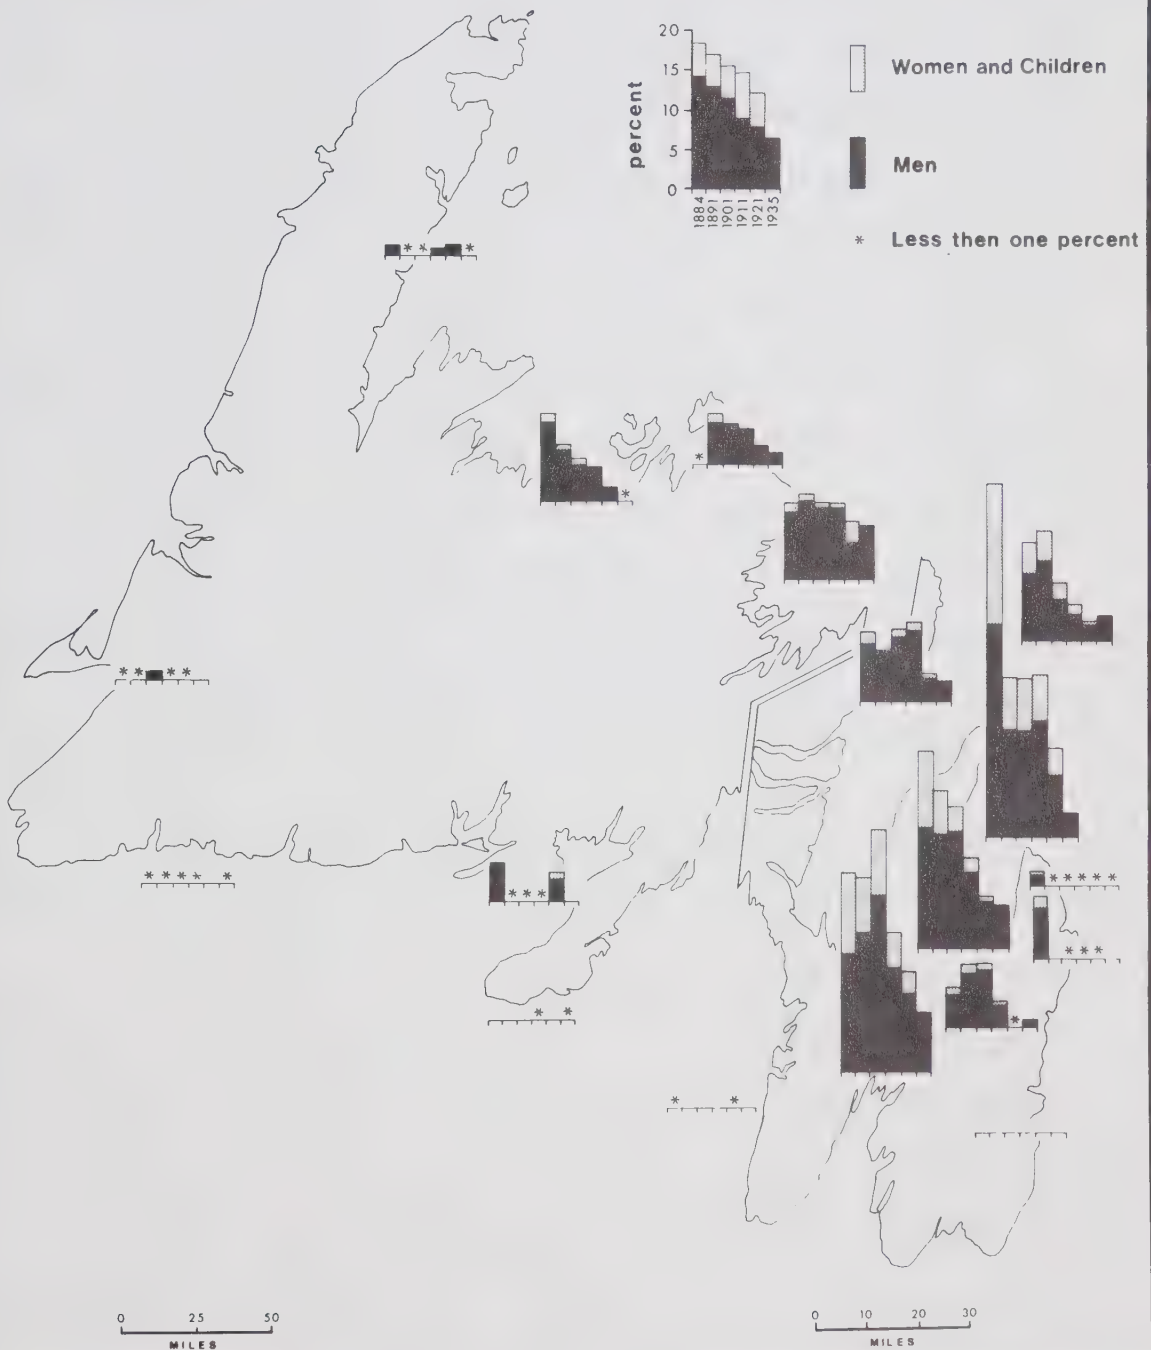 20
15
10
5
0
percent
1884
1891
1901
1911
1921
1935
Women and Children
Men
* Less then one percent
* * *
* *
*
* * * *
* * * * *
* * *
* *
* * * * *
* * *
*
* *
0 25 50
MILES
0 10 20 30
MILES